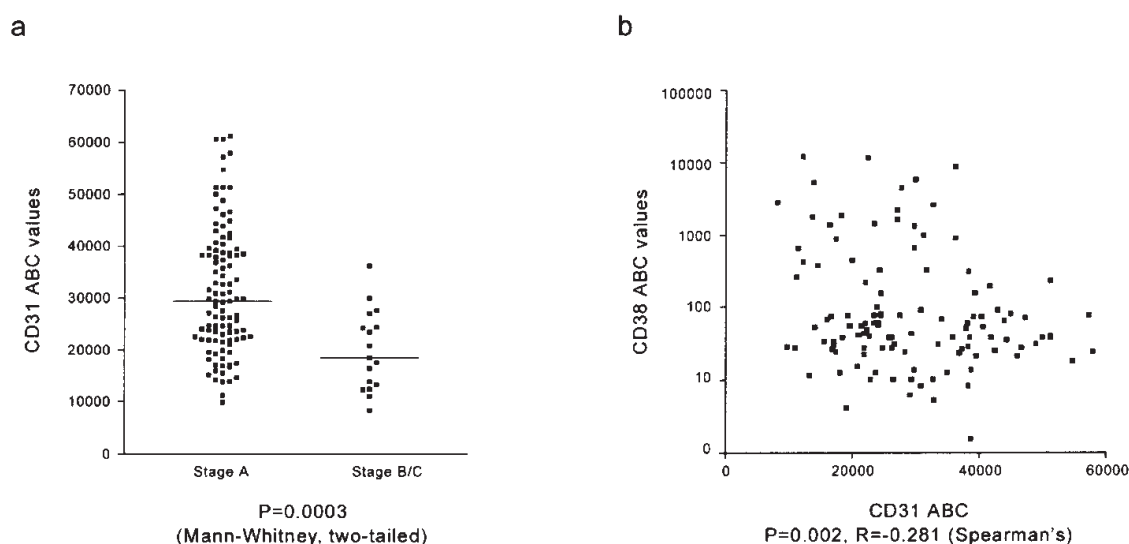 a
CD31 ABC values
70000
60000
50000
40000
30000
20000
10000
0
Stage A
Stage B/C
P=0.0003
(Mann-Whitney, two-tailed)
b
CD38 ABC values
100000
10000
1000
100
10
0
0
20000
40000
60000
CD31 ABC
P=0.002, R=-0.281 (Spearman's)